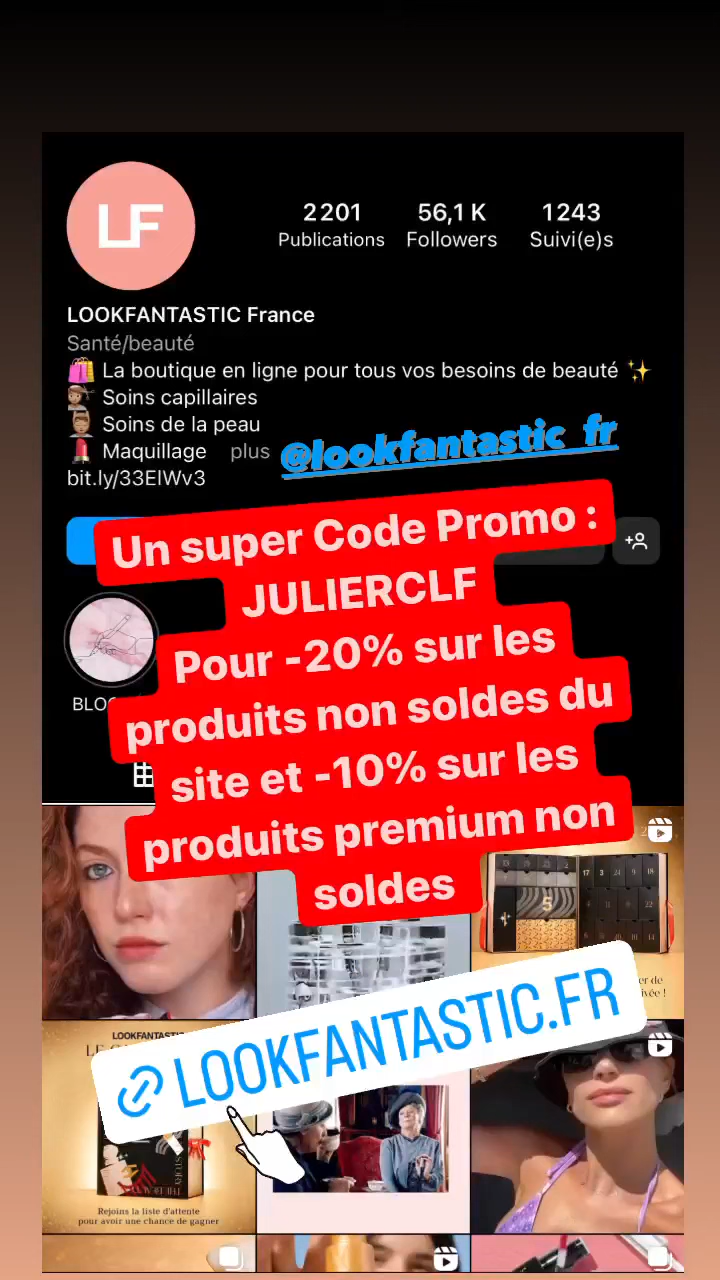 LF
2201
56,1 K
1243
Publications
Followers
Suivi(e)s
LOOKFANTASTIC France
Santé/beauté
La boutique en ligne pour tous vos besoins de beauté
Soins capillaires
Soins de la peau
Maquillage plus
@lookfantastic_fr
bit.ly/33ElWv3
Un super Code Promo :
JULIERCLF
Pour -20% sur les
produits non soldes du
site et -10% sur les
produits premium non
soldes
LOOKFANTASTIC.FR
LOOKFANTASTIC
Rejoins la liste d'attente
pour avoir une chance de gagner